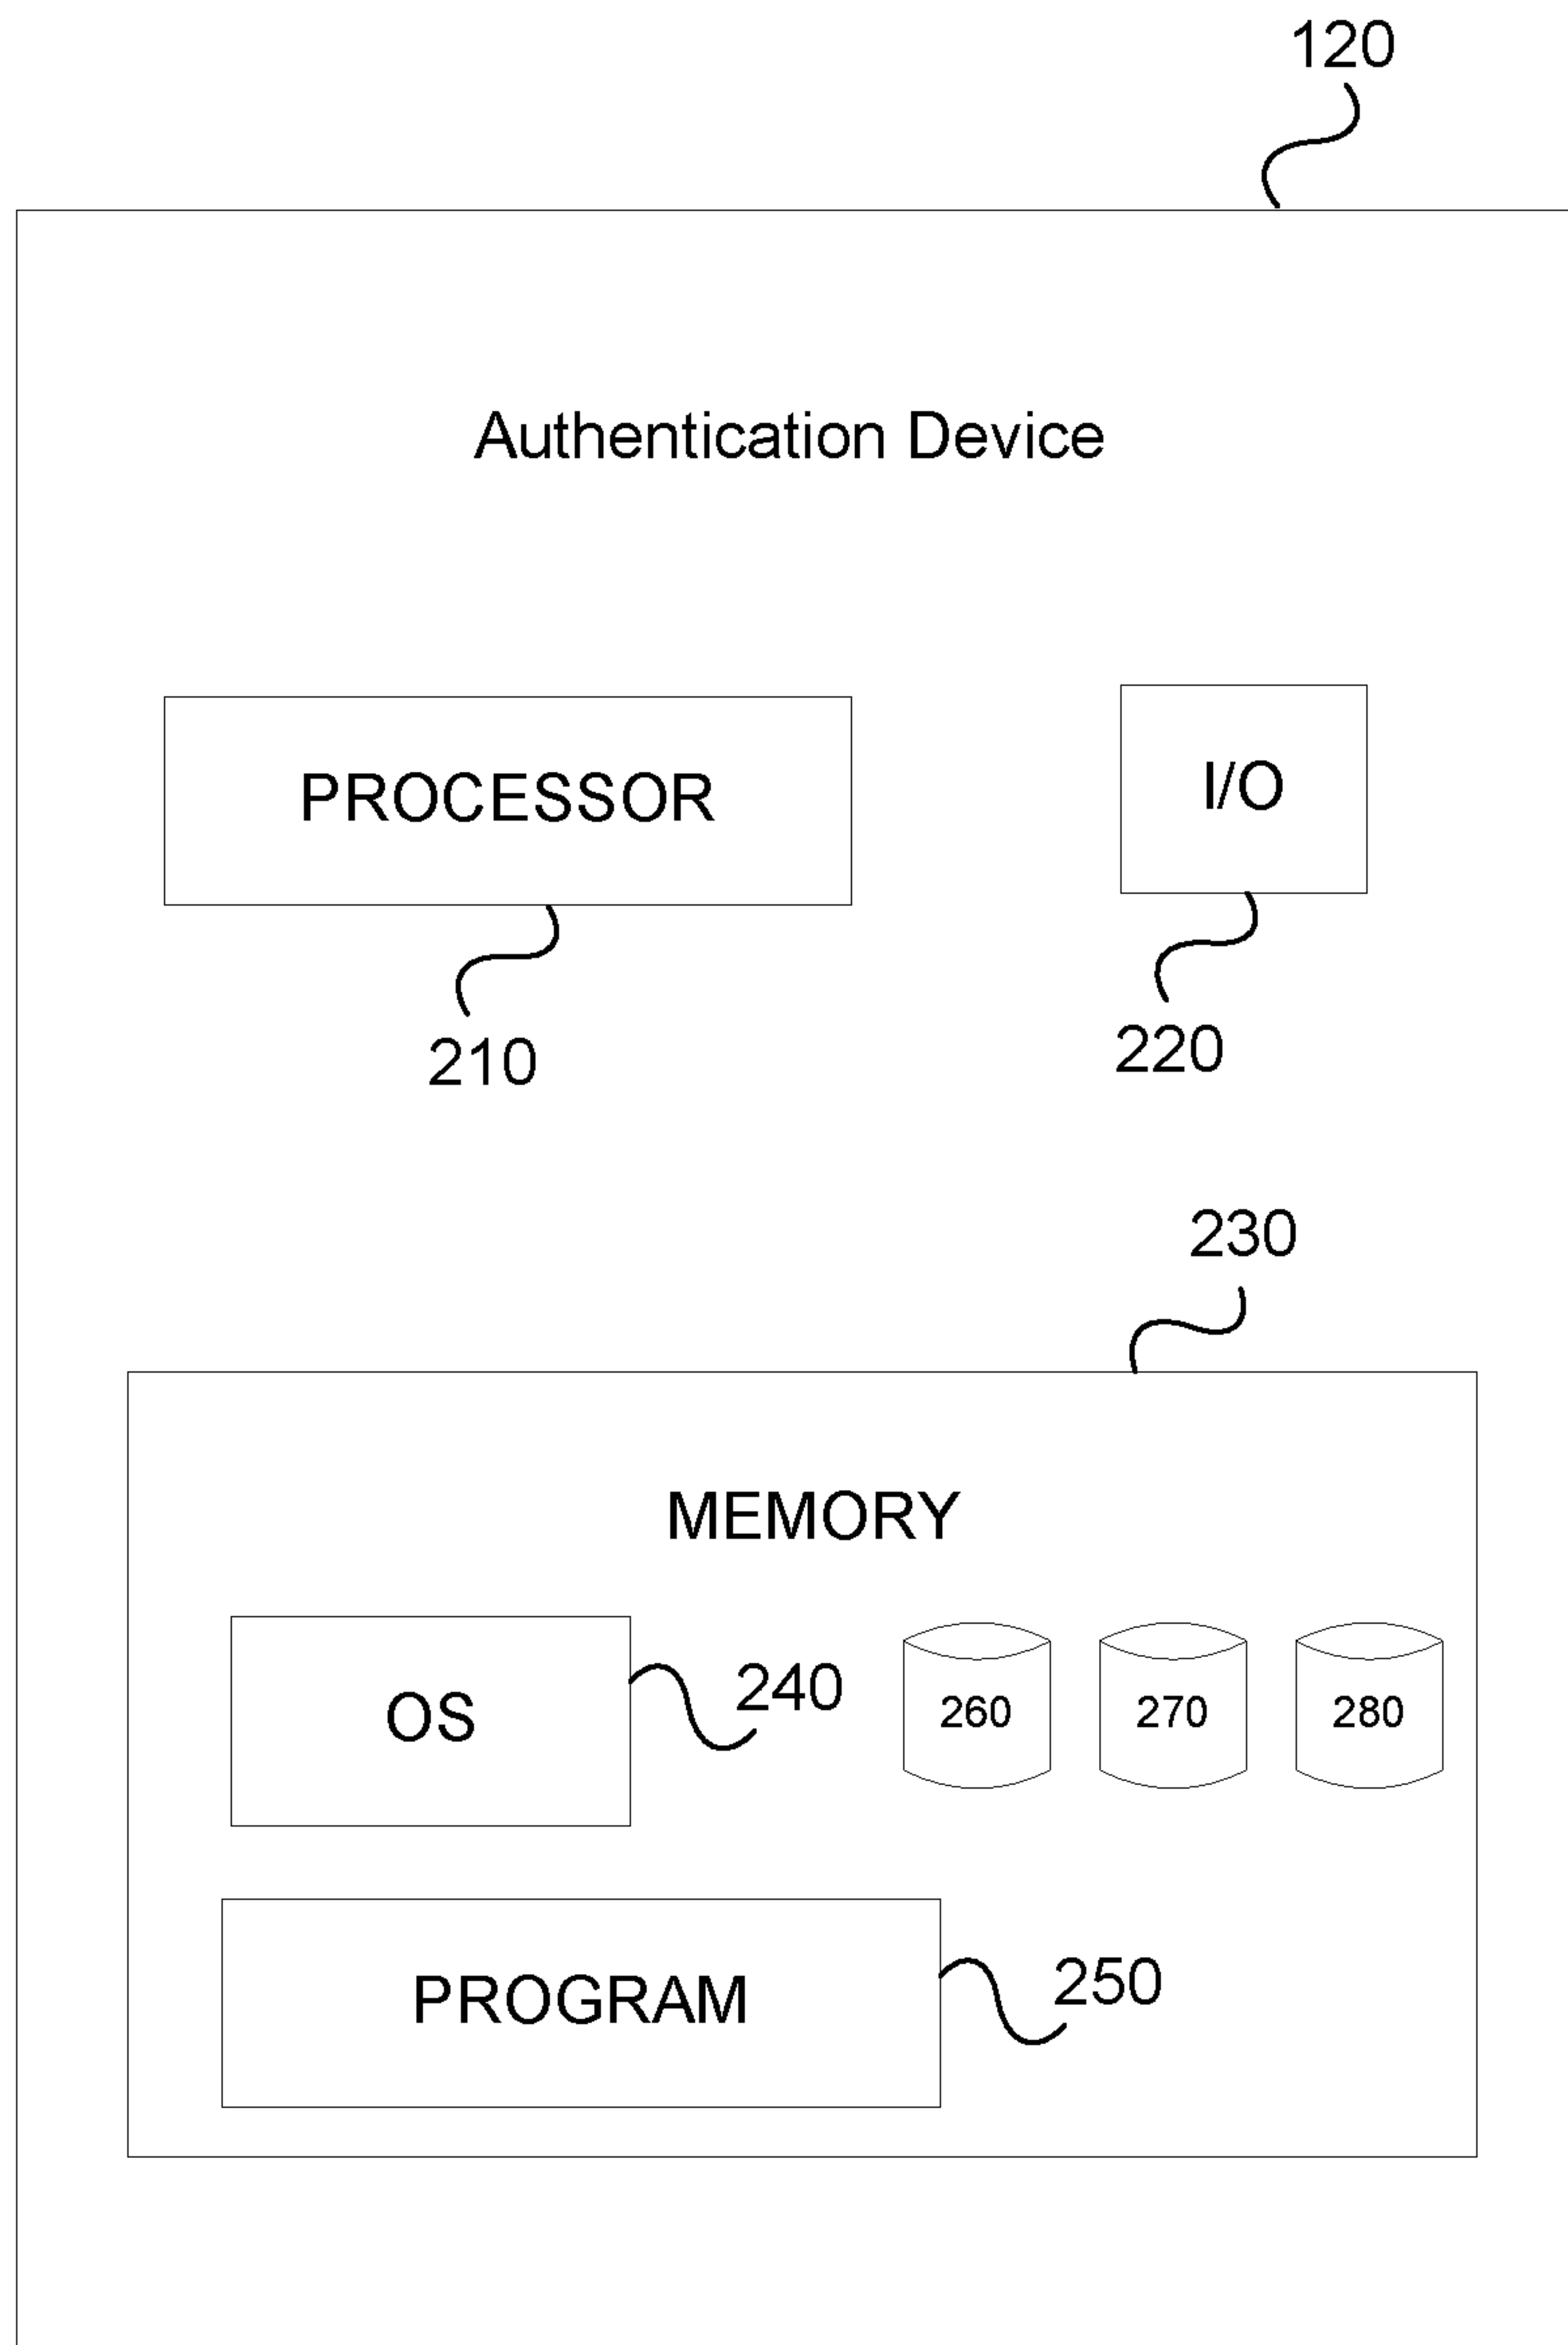 120
Authentication Device
PROCESSOR
I/O
210
220
230
MEMORY
OS
240
260
270
280
PROGRAM
250